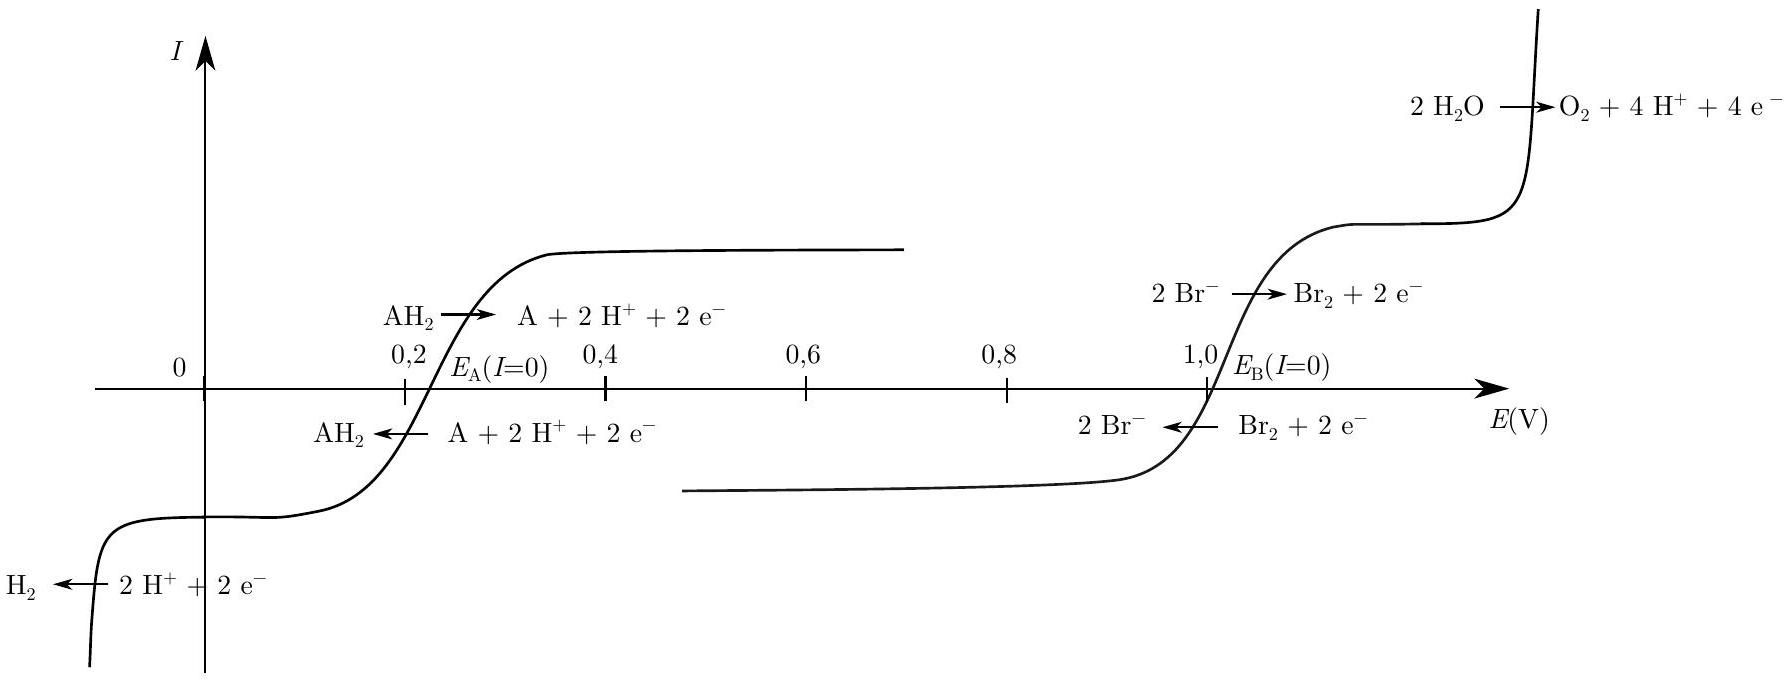 I
2 H₂O → O₂ + 4 H⁺ + 4 e⁻
2 Br⁻ → Br₂ + 2 e⁻
AH₂ → A + 2 H⁺ + 2 e⁻
0 0,2 0,4 0,6 0,8 1,0
E_A(I=0) E_B(I=0)
E(V)
2 Br⁻ ← Br₂ + 2 e⁻
AH₂ ← A + 2 H⁺ + 2 e⁻
H₂ ← 2 H⁺ + 2 e⁻